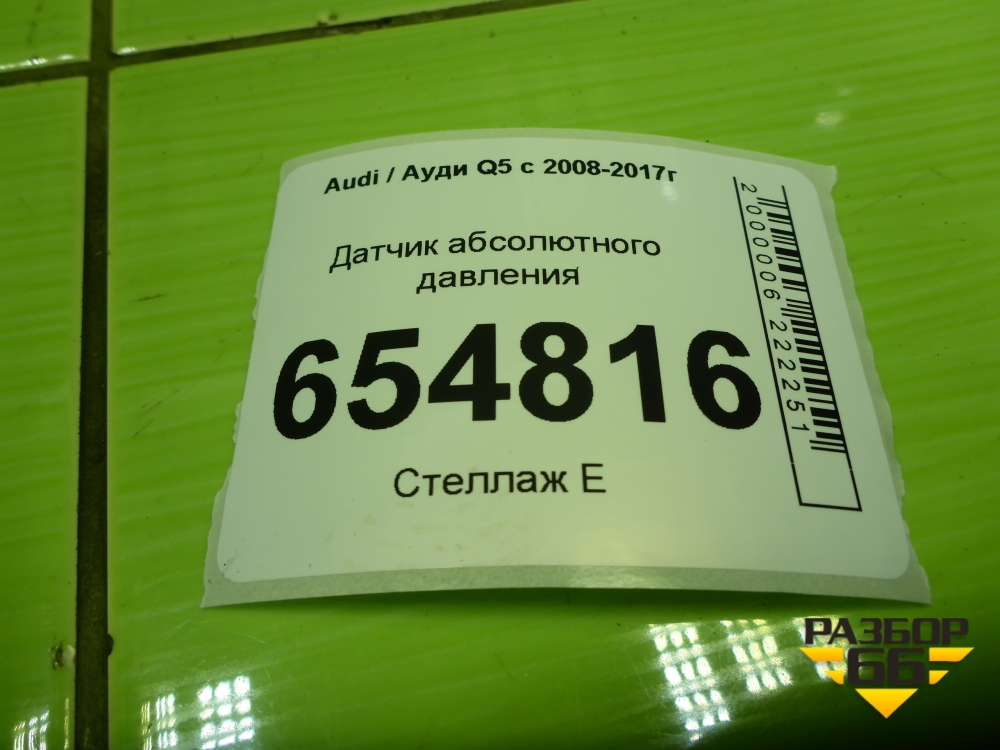 Audi / Ауди Q5 с 2008-2017г
Датчик абсолютного
давления
654816
Стеллаж Е
2000006222251
РАЗБОР
66